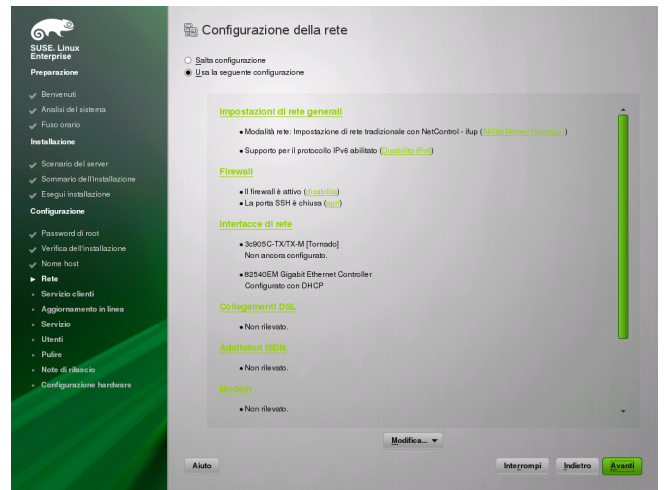 SUSE. Linux
Enterprise
Preparazione
Benvenuti
Analisi del sistema
Fuso orario
Installazione
Scenario del server
Sommario dell'installazione
Esegui installazione
Configurazione
Password di root
Verifica dell'installazione
Nome host
Rete
Servizio clienti
Aggiornamento in linea
Servizio
Utenti
Pulire
Note di rilascio
Configurazione hardware
Configurazione della rete
Salta configurazione
Usa la seguente configurazione
Impostazioni di rete generali
Modalità rete: Impostazione di rete tradizionale con NetControl - ifup (Abilita NetworkManager)
Supporto per il protocollo IPv6 abilitato (Disabilita IPv6)
Firewall
Il firewall è attivo (disabilita)
La porta SSH è chiusa (apri)
Interfacce di rete
3c905C-TX/TX-M [Tornado]
Non ancora configurato.
82540EM Gigabit Ethernet Controller
Configurato con DHCP
Collegamenti DSL
Non rilevato.
Adattatori ISDN
Non rilevato.
Modem
Non rilevato.
Modifica...
Aiuto
Interrompi
Indietro
Avanti